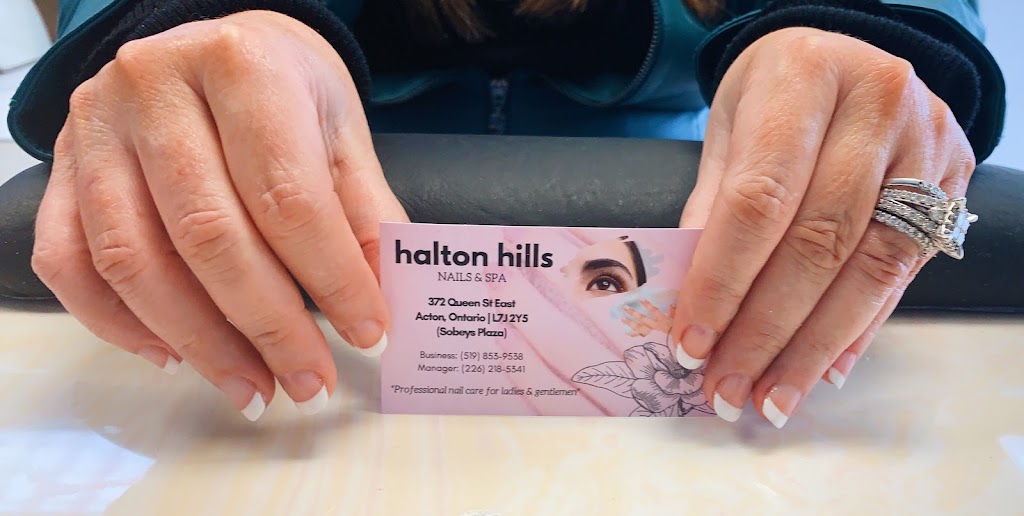 halton hills
NAILS & SPA
372 Queen St East
Acton, Ontario | L7J 2Y5
(Sobeys Plaza)
Business: (519) 853-9538
Manager: (226) 218-5341
"Professional nail care for ladies & gentlemen"